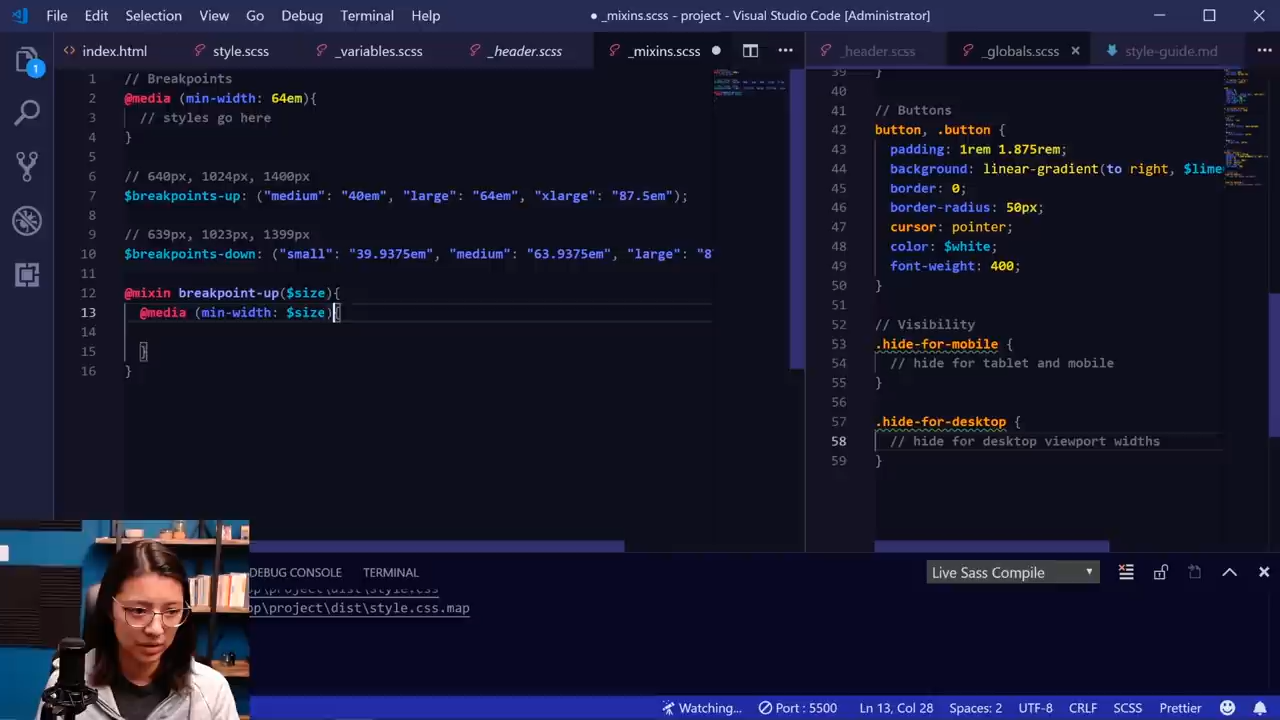 File Edit Selection View Go Debug Terminal Help
● _mixins.scss - project - Visual Studio Code [Administrator]
1
<> index.html
style.scss
_variables.scss
_header.scss
_mixins.scss
1 // Breakpoints
2 @media (min-width: 64em){
3 // styles go here
4 }
5
6 // 640px, 1024px, 1400px
7 $breakpoints-up: ("medium": "40em", "large": "64em", "xlarge": "87.5em");
8
9 // 639px, 1023px, 1399px
10 $breakpoints-down: ("small": "39.9375em", "medium": "63.9375em", "large": "8
11
12 @mixin breakpoint-up($size){
13 @media (min-width: $size){
14
15 }
16 }
_header.scss
_globals.scss ×
style-guide.md
39 }
40
41 // Buttons
42 button, .button {
43 padding: 1rem 1.875rem;
44 background: linear-gradient(to right, $lime
45 border: 0;
46 border-radius: 50px;
47 cursor: pointer;
48 color: $white;
49 font-weight: 400;
50 }
51
52 // Visibility
53 .hide-for-mobile {
54 // hide for tablet and mobile
55 }
56
57 .hide-for-desktop {
58 // hide for desktop viewport widths
59 }
DEBUG CONSOLE TERMINAL
Live Sass Compile
op\project\dist\style.css
op\project\dist\style.css.map
Watching... Port : 5500 Ln 13, Col 28 Spaces: 2 UTF-8 CRLF SCSS Prettier